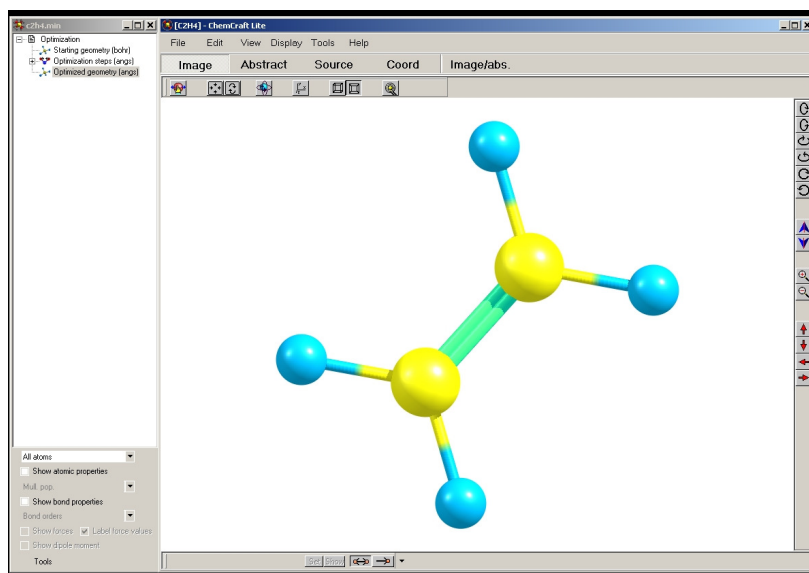 c2h4.min
Optimization
Starting geometry (bohr)
Optimization steps (angs)
Optimized geometry (angs)
All atoms
Show atomic properties
Mull. pop.
Show bond properties
Bond orders
Show forces Label force values
Show dipole moment
Tools
[C2H4] - ChemCraft Lite
File Edit View Display Tools Help
Image Abstract Source Coord Image/abs.
Set Show